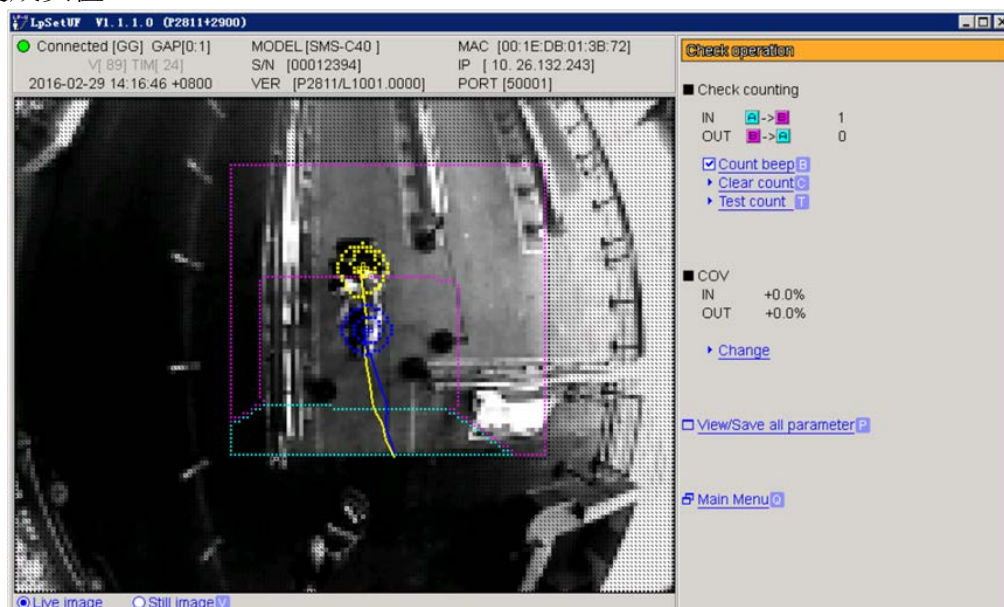 LpSetUF V1.1.1.0 (P2811+2900)
Connected [GG] GAP[0:1] MODEL [SMS-C40 ] MAC [00:1E:DB:01:3B:72]
V[ 89] TIM[ 24] S/N [00012394] IP [ 10. 26.132.243]
2016-02-29 14:16:46 +0800 VER [P2811/L1001.0000] PORT [50001]
Check operation
Check counting
IN A->B 1
OUT B->A 0
Count beep B
Clear count C
Test count T
COV
IN +0.0%
OUT +0.0%
Change
View/Save all parameter P
Main Menu Q
Live image Still image V